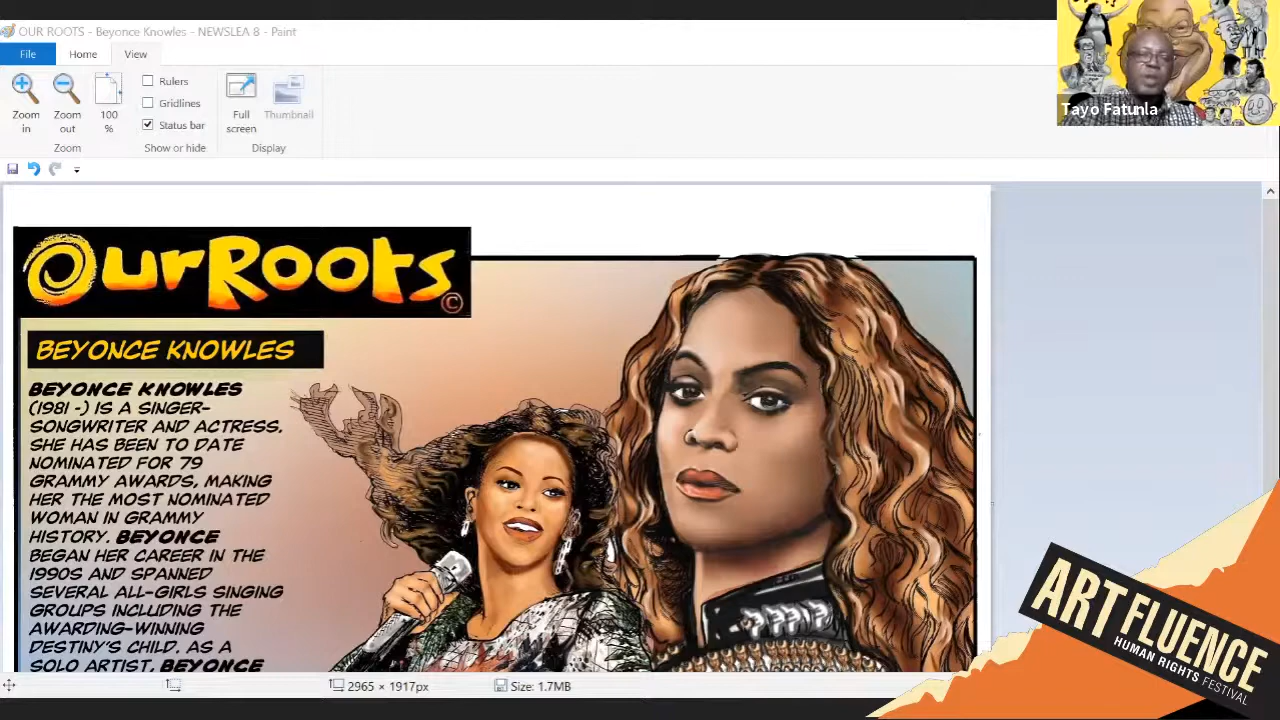 OUR ROOTS - Beyonce Knowles - NEWSLEA 8 - Paint
File Home View
Zoom in
Zoom out
100 %
Rulers
Gridlines
Status bar
Full screen
Thumbnail
Zoom
Show or hide
Display
Tayo Fatunla
OurRoots ©
BEYONCE KNOWLES
BEYONCE KNOWLES
(1981 -) IS A SINGER-
SONGWRITER AND ACTRESS.
SHE HAS BEEN TO DATE
NOMINATED FOR 79
GRAMMY AWARDS, MAKING
HER THE MOST NOMINATED
WOMAN IN GRAMMY
HISTORY. BEYONCE
BEGAN HER CAREER IN THE
1990S AND SPANNED
SEVERAL ALL-GIRLS SINGING
GROUPS INCLUDING THE
AWARDING-WINNING
DESTINY'S CHILD. AS A
SOLO ARTIST, BEYONCE
2965 × 1917px
Size: 1.7MB
ARTFLUENCE
HUMAN RIGHTS FESTIVAL